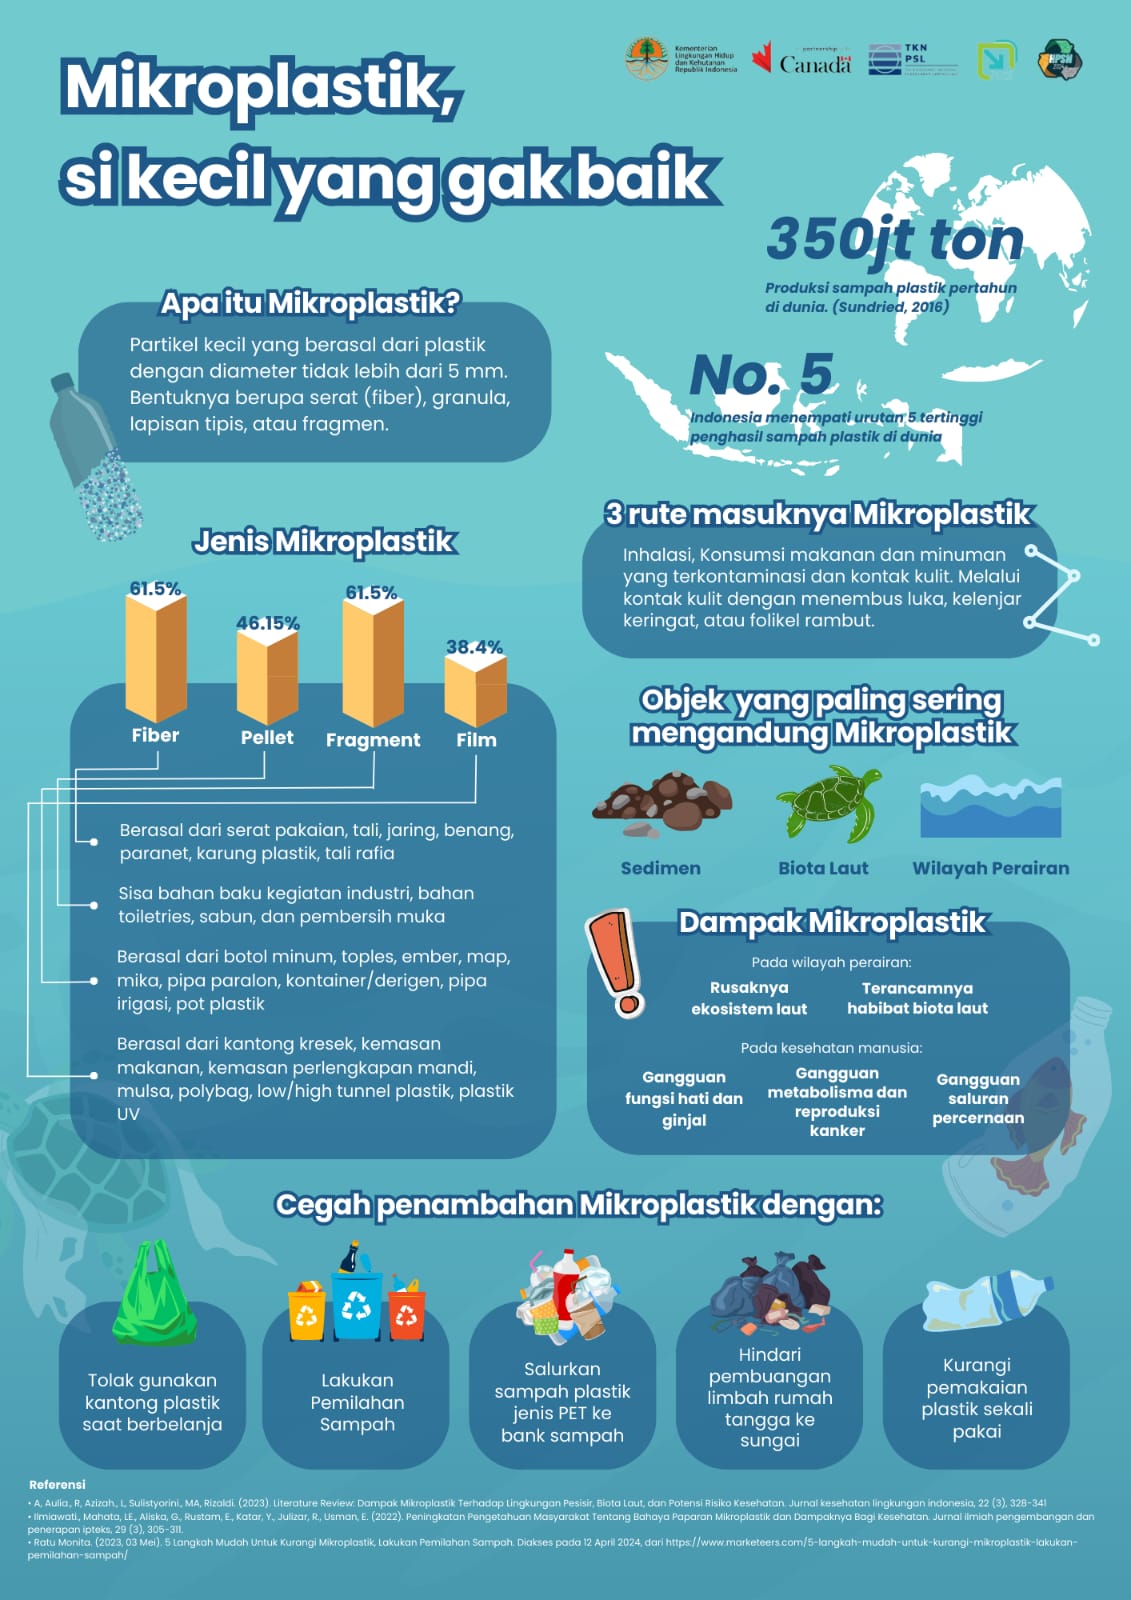 Kementerian
Lingkungan Hidup
dan Kehutanan
Republik Indonesia
partnership
Canada
TKN
PSL
HPSN
Mikroplastik,
si kecil yang gak baik
350jt ton
Produksi sampah plastik pertahun
di dunia. (Sundried, 2016)
No. 5
Indonesia menempati urutan 5 tertinggi
penghasil sampah plastik di dunia
Apa itu Mikroplastik?
Partikel kecil yang berasal dari plastik
dengan diameter tidak lebih dari 5 mm.
Bentuknya berupa serat (fiber), granula,
lapisan tipis, atau fragmen.
3 rute masuknya Mikroplastik
Inhalasi, Konsumsi makanan dan minuman
yang terkontaminasi dan kontak kulit. Melalui
kontak kulit dengan menembus luka, kelenjar
keringat, atau folikel rambut.
Jenis Mikroplastik
61.5%
46.15%
61.5%
38.4%
Fiber
Pellet
Fragment
Film
Berasal dari serat pakaian, tali, jaring, benang,
paranet, karung plastik, tali rafia
Sisa bahan baku kegiatan industri, bahan
toiletries, sabun, dan pembersih muka
Berasal dari botol minum, toples, ember, map,
mika, pipa paralon, kontainer/derigen, pipa
irigasi, pot plastik
Berasal dari kantong kresek, kemasan
makanan, kemasan perlengkapan mandi,
mulsa, polybag, low/high tunnel plastik, plastik
UV
Objek yang paling sering
mengandung Mikroplastik
Sedimen
Biota Laut
Wilayah Perairan
Dampak Mikroplastik
Pada wilayah perairan:
Rusaknya
ekosistem laut
Terancamnya
habibat biota laut
Pada kesehatan manusia:
Gangguan
fungsi hati dan
ginjal
Gangguan
metabolisma dan
reproduksi
kanker
Gangguan
saluran
percernaan
Cegah penambahan Mikroplastik dengan:
Tolak gunakan
kantong plastik
saat berbelanja
Lakukan
Pemilahan
Sampah
Salurkan
sampah plastik
jenis PET ke
bank sampah
Hindari
pembuangan
limbah rumah
tangga ke
sungai
Kurangi
pemakaian
plastik sekali
pakai
Referensi
• A, Aulia., R, Azizah., L, Sulistyorini., MA, Rizaldi. (2023). Literature Review: Dampak Mikroplastik Terhadap Lingkungan Pesisir, Biota Laut, dan Potensi Risiko Kesehatan. Jurnal kesehatan lingkungan indonesia, 22 (3), 328-341
• Ilmiawati., Mahata, LE., Aliska, G., Rustam, E., Katar, Y., Julizar, R., Usman, E. (2022). Peningkatan Pengetahuan Masyarakat Tentang Bahaya Paparan Mikroplastik dan Dampaknya Bagi Kesehatan. Jurnal ilmiah pengembangan dan
penerapan ipteks, 29 (3), 305-311.
• Ratu Monita. (2023, 03 Mei). 5 Langkah Mudah Untuk Kurangi Mikroplastik, Lakukan Pemilahan Sampah. Diakses pada 12 April 2024, dari https://www.marketeers.com/5-langkah-mudah-untuk-kurangi-mikroplastik-lakukan-
pemilahan-sampah/